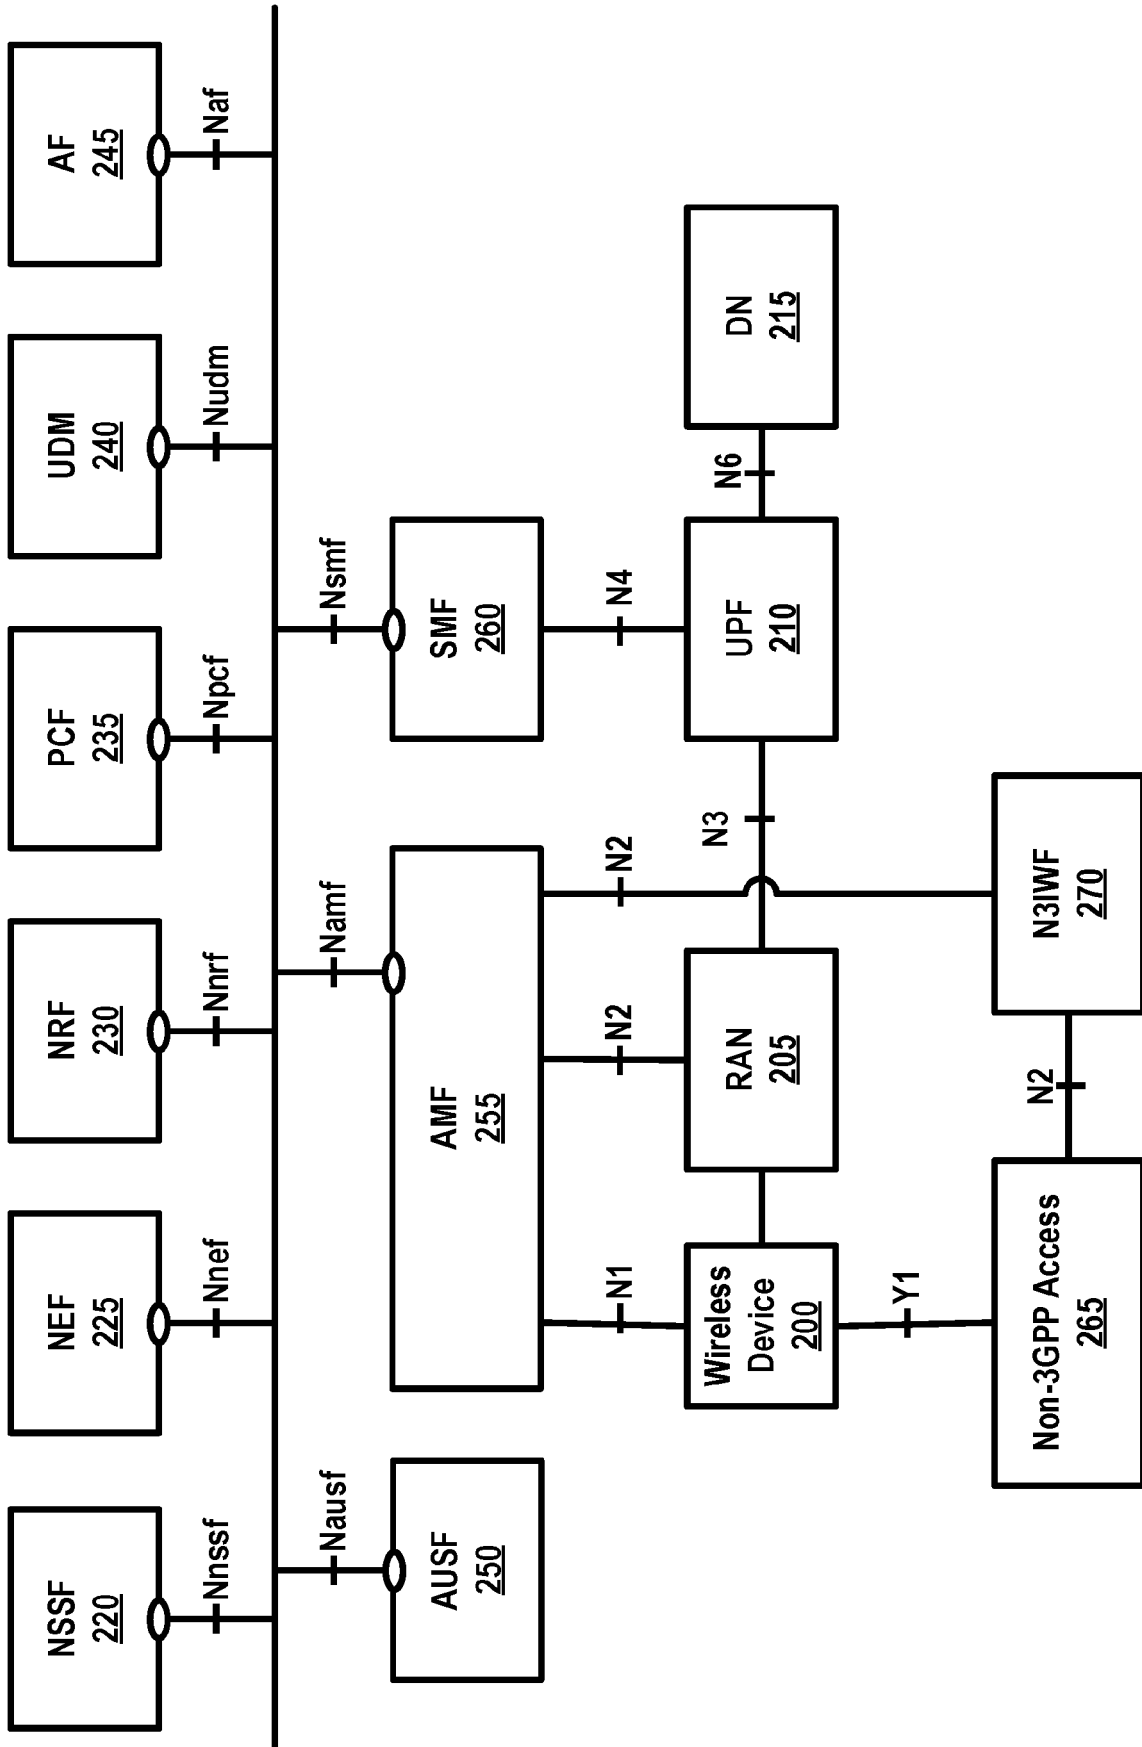 NSSF
220
NEF
225
NRF
230
PCF
235
UDM
240
AF
245
Nnssf
Nnef
Nnrf
Npcf
Nudm
Naf
Nausf
Namf
Nsmf
AUSF
250
AMF
255
SMF
260
N1
N2
N2
N4
Wireless
Device
200
RAN
205
N3
UPF
210
N6
DN
215
Y1
Non-3GPP Access
265
N2
N3IWF
270